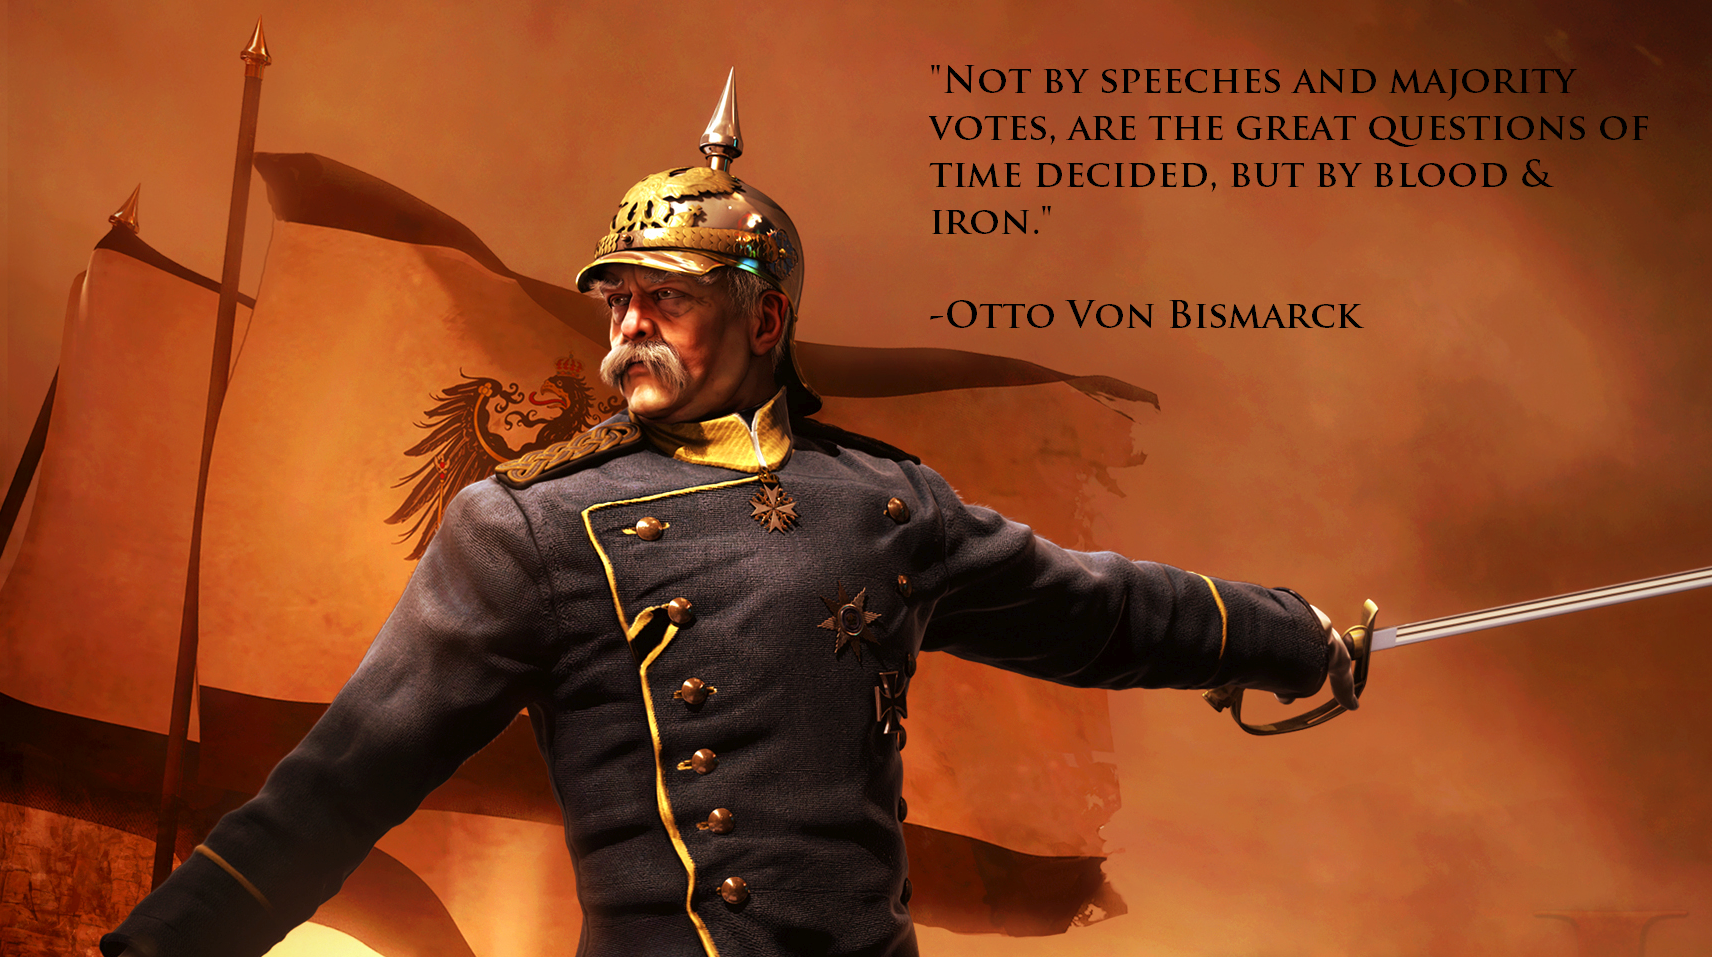 "Not by speeches and majority
votes, are the great questions of
time decided, but by blood &
iron."
-Otto Von Bismarck